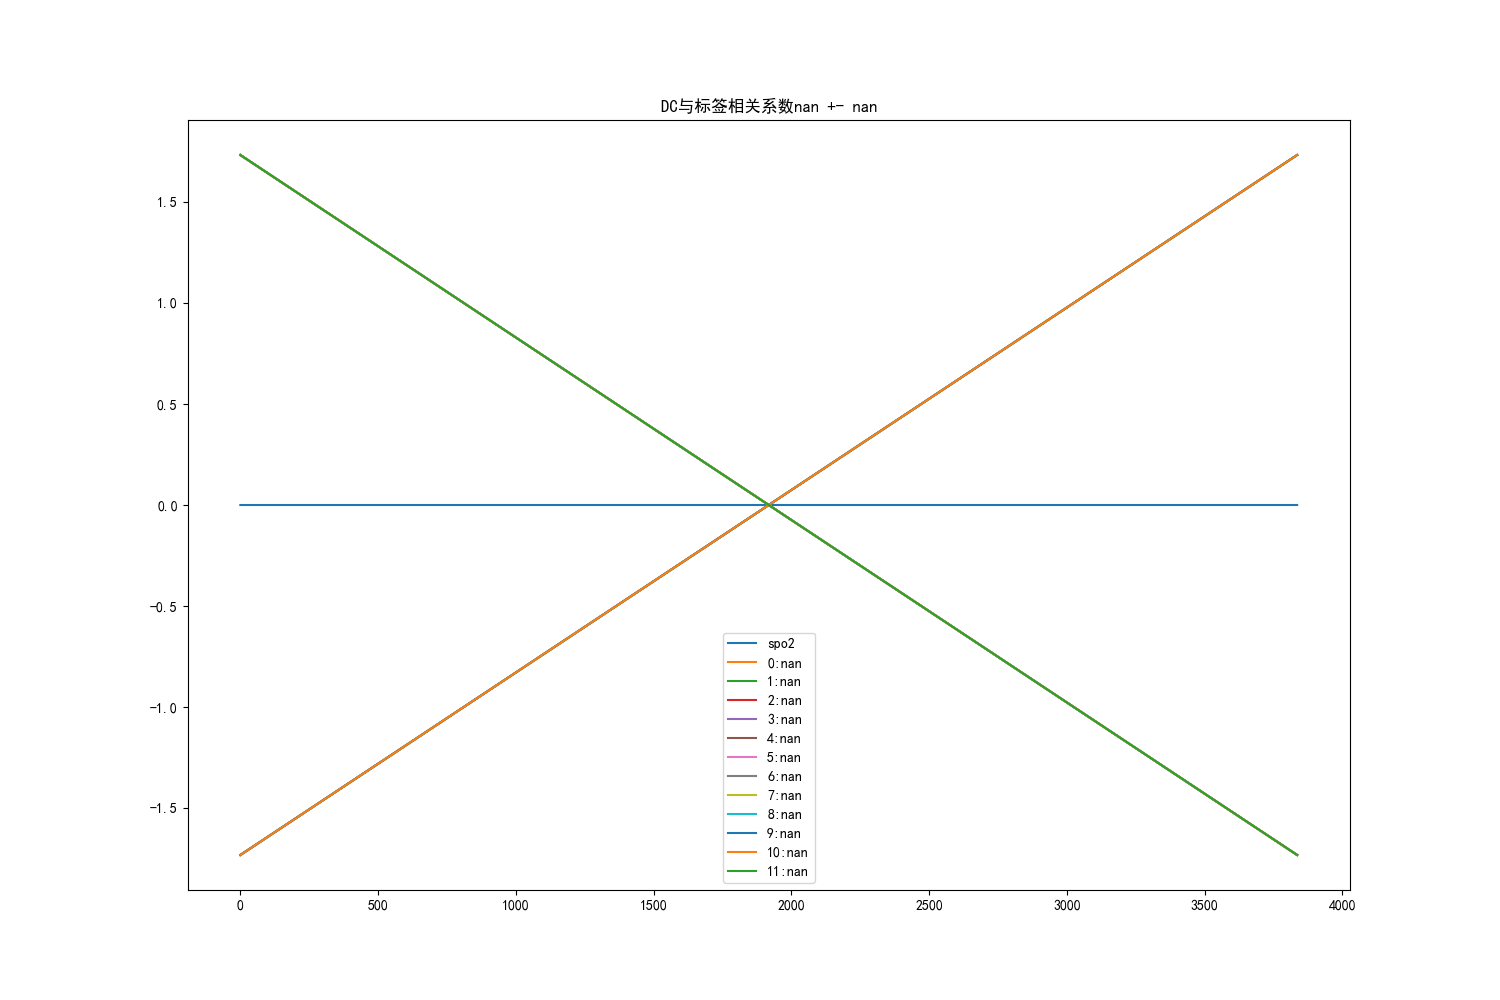 DC与标签相关系数nan +- nan
1.5
1.0
0.5
0.0
-0.5
-1.0
-1.5
spo2
0:nan
1:nan
2:nan
3:nan
4:nan
5:nan
6:nan
7:nan
8:nan
9:nan
10:nan
11:nan
0 500 1000 1500 2000 2500 3000 3500 4000